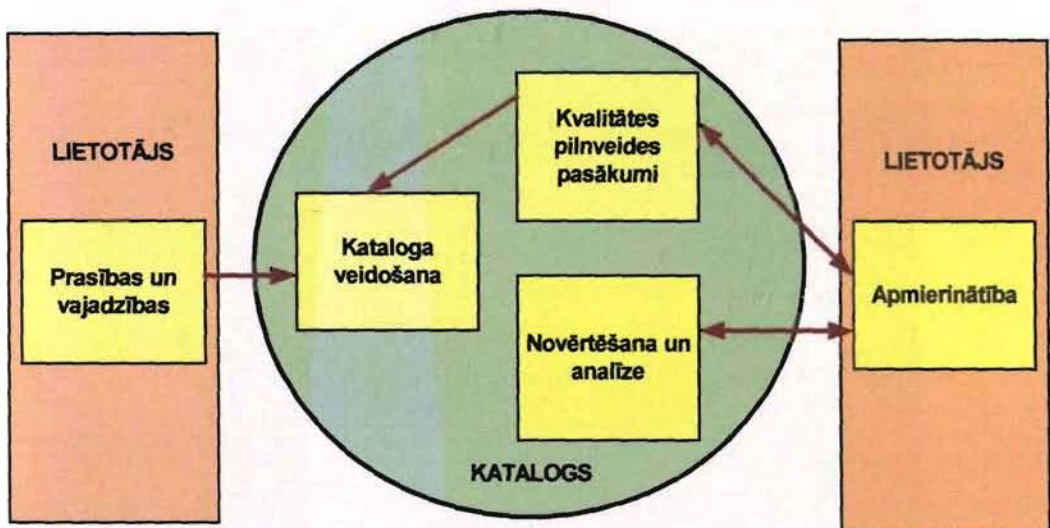 LIETOTĀJS
Prasības un
vajadzības
Kataloga
veidošana
Kvalitātes
pilnveides
pasākumi
Novērtēšana un
analīze
KATALOGS
LIETOTĀJS
Apmierinātība